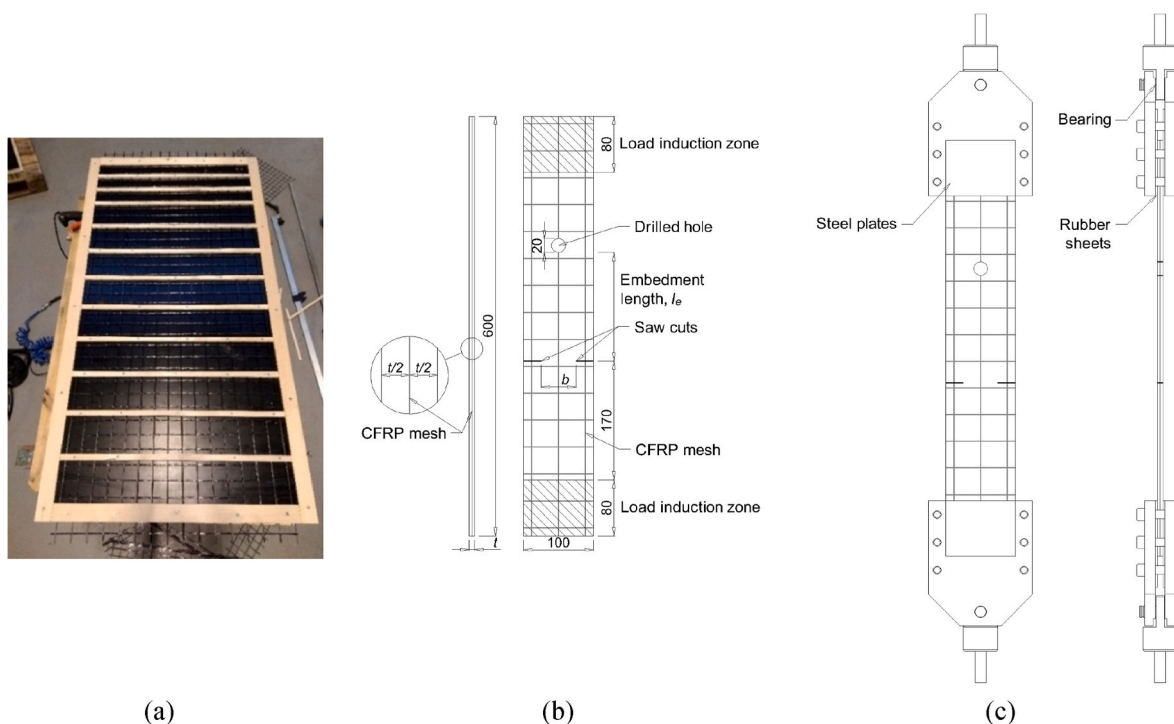 80
Load induction zone
Drilled hole
20
Embedment
length, lₑ
Saw cuts
600
t/2 t/2
b
CFRP mesh
170
CFRP mesh
80
Load induction zone
t
100
Bearing
Steel plates
Rubber
sheets
(a)
(b)
(c)